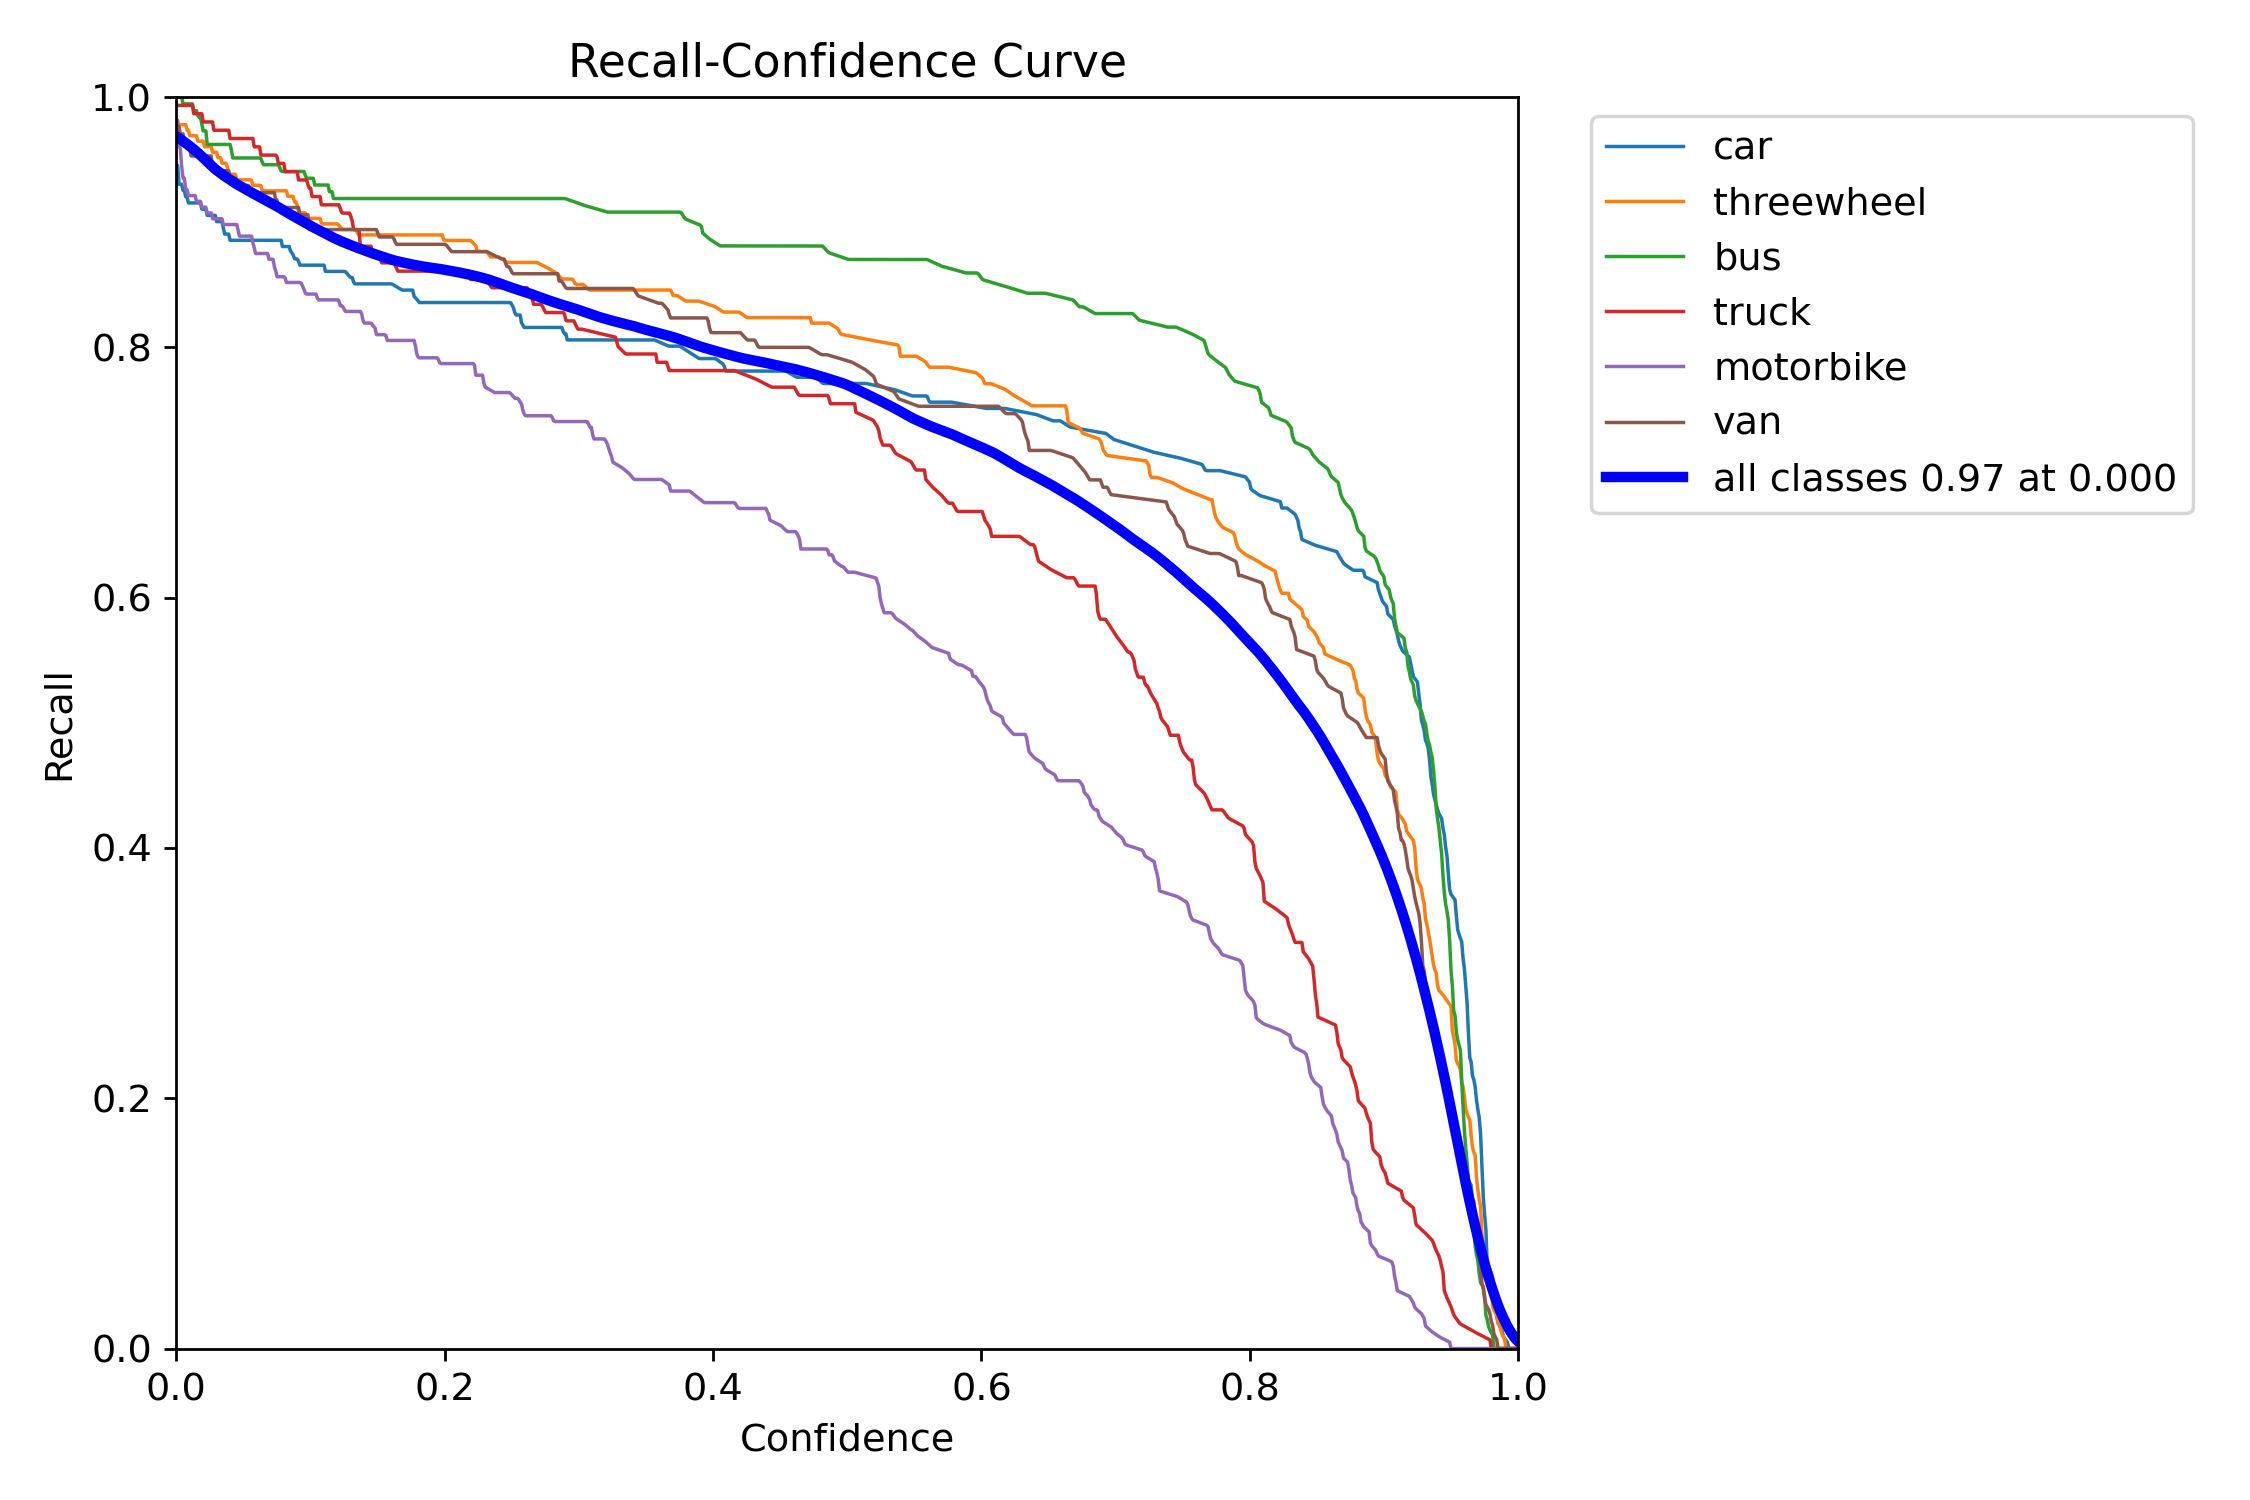 Recall-Confidence Curve
1.0
0.8
0.6
0.4
0.2
0.0
Recall
0.0 0.2 0.4 0.6 0.8 1.0
Confidence
car
threewheel
bus
truck
motorbike
van
all classes 0.97 at 0.000